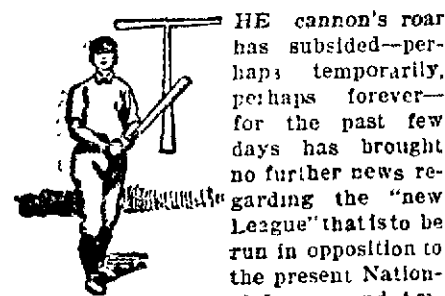 THE cannon's roar
has subsided—per-
haps temporarily,
perhaps forever—
for the past few
days has brought
no further news re-
garding the "new
League" that is to be
run in opposition to
the present Nation-